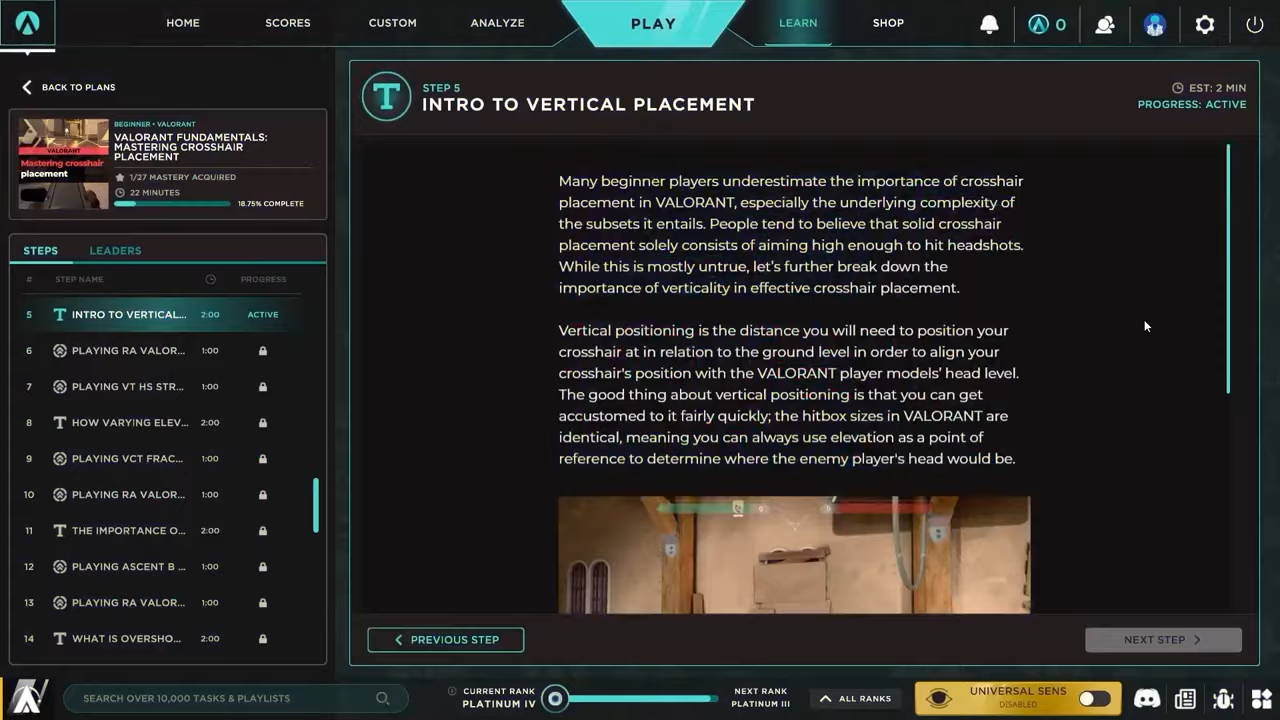 HOME
SCORES
CUSTOM
ANALYZE
PLAY
LEARN
SHOP
0
BACK TO PLANS
BEGINNER • VALORANT
VALORANT FUNDAMENTALS:
MASTERING CROSSHAIR
PLACEMENT
1/27 MASTERY ACQUIRED
22 MINUTES
18.75% COMPLETE
VALORANT
Mastering crosshair
placement
STEPS
LEADERS
# STEP NAME PROGRESS
5 INTRO TO VERTICAL... 2:00 ACTIVE
6 PLAYING RA VALOR... 1:00
7 PLAYING VT HS STR... 1:00
8 HOW VARYING ELEV... 2:00
9 PLAYING VCT FRAC... 1:00
10 PLAYING RA VALOR... 1:00
11 THE IMPORTANCE O... 2:00
12 PLAYING ASCENT B ... 1:00
13 PLAYING RA VALOR... 1:00
14 WHAT IS OVERSHO... 2:00
STEP 5
INTRO TO VERTICAL PLACEMENT
EST: 2 MIN
PROGRESS: ACTIVE
Many beginner players underestimate the importance of crosshair
placement in VALORANT, especially the underlying complexity of
the subsets it entails. People tend to believe that solid crosshair
placement solely consists of aiming high enough to hit headshots.
While this is mostly untrue, let's further break down the
importance of verticality in effective crosshair placement.
Vertical positioning is the distance you will need to position your
crosshair at in relation to the ground level in order to align your
crosshair's position with the VALORANT player models' head level.
The good thing about vertical positioning is that you can get
accustomed to it fairly quickly; the hitbox sizes in VALORANT are
identical, meaning you can always use elevation as a point of
reference to determine where the enemy player's head would be.
PREVIOUS STEP
NEXT STEP
SEARCH OVER 10,000 TASKS & PLAYLISTS
CURRENT RANK
PLATINUM IV
NEXT RANK
PLATINUM III
ALL RANKS
UNIVERSAL SENS
DISABLED